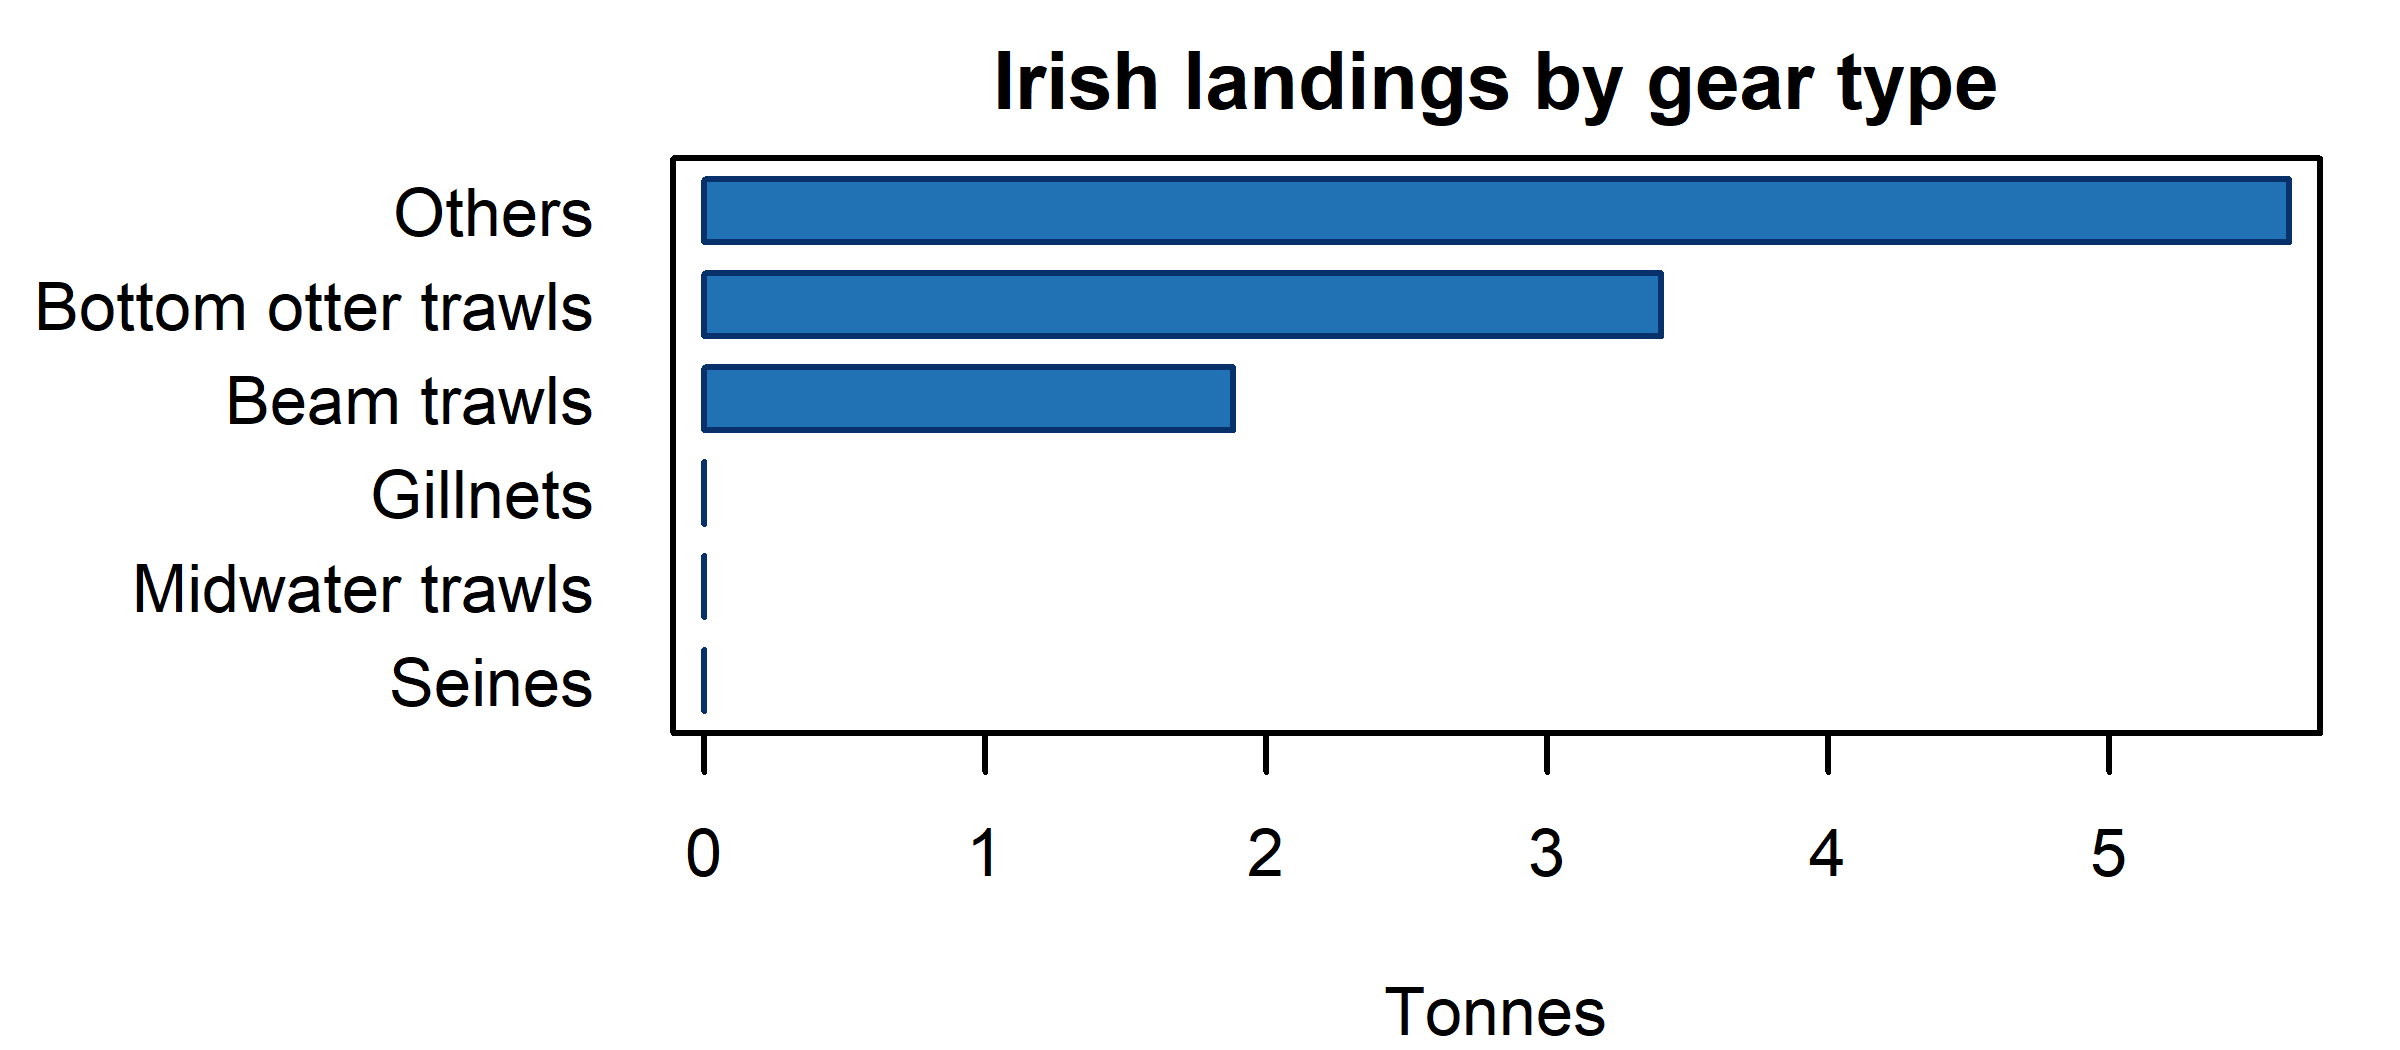 Irish landings by gear type
Others
Bottom otter trawls
Beam trawls
Gillnets
Midwater trawls
Seines
0 1 2 3 4 5
Tonnes